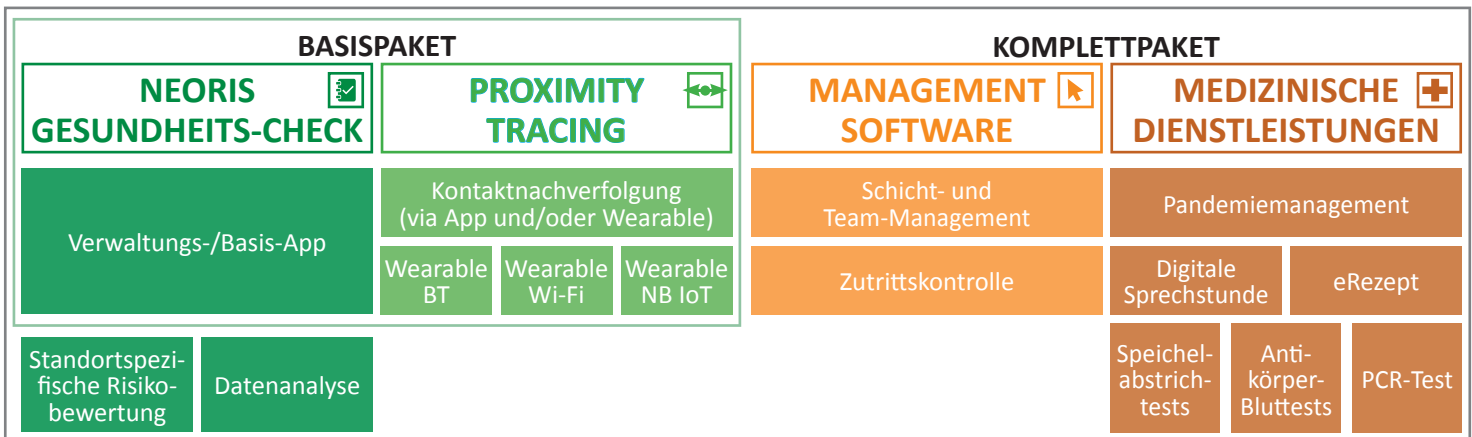 BASISPAKET
KOMPLETTPAKET
NEORIS
GESUNDHEITS-CHECK
PROXIMITY
TRACING
MANAGEMENT
SOFTWARE
MEDIZINISCHE
DIENSTLEISTUNGEN
Verwaltungs-/Basis-App
Kontaktnachverfolgung
(via App und/oder Wearable)
Wearable
BT
Wearable
Wi-Fi
Wearable
NB IoT
Schicht- und
Team-Management
Zutrittskontrolle
Pandemiemanagement
Digitale
Sprechstunde
eRezept
Standortspezi-
fische Risiko-
bewertung
Datenanalyse
Speichel-
abstrich-
tests
Anti-
körper-
Bluttests
PCR-Test